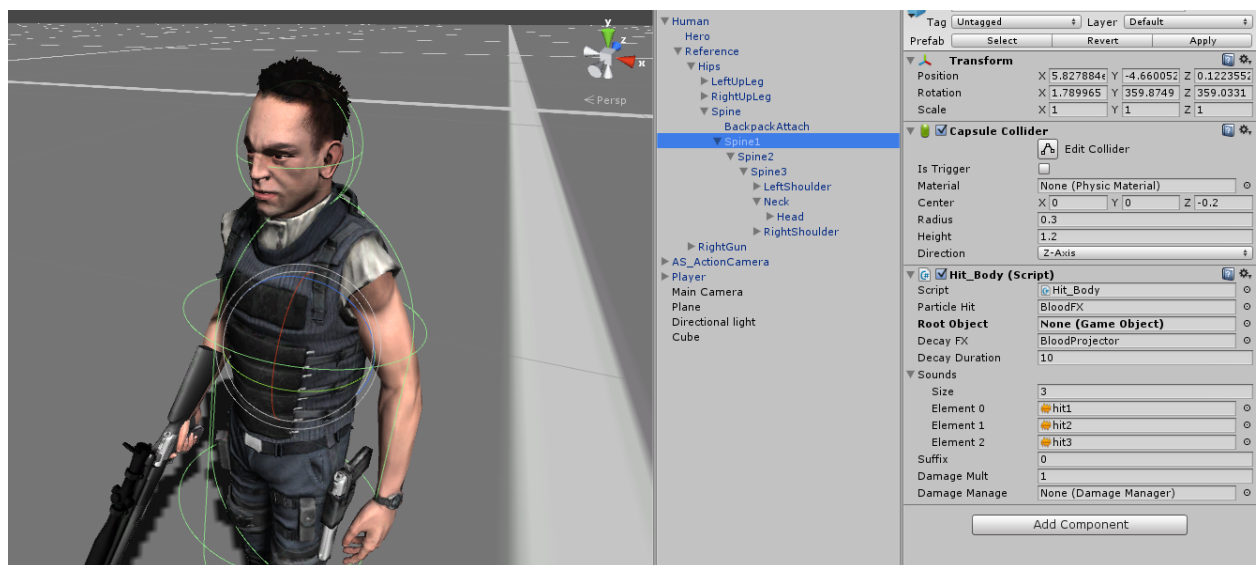 y
z
x
Persp
Human
Hero
Reference
Hips
LeftUpLeg
RightUpLeg
Spine
BackpackAttach
Spine1
Spine2
Spine3
LeftShoulder
Neck
Head
RightShoulder
RightGun
AS_ActionCamera
Player
Main Camera
Plane
Directional light
Cube
Tag Untagged Layer Default
Prefab Select Revert Apply
Transform
Position X 5.827884e Y -4.660052 Z 0.1223552
Rotation X 1.789965 Y 359.8749 Z 359.0331
Scale X 1 Y 1 Z 1
Capsule Collider
Edit Collider
Is Trigger
Material None (Physic Material)
Center X 0 Y 0 Z -0.2
Radius 0.3
Height 1.2
Direction Z-Axis
Hit_Body (Script)
Script Hit_Body
Particle Hit BloodFX
Root Object None (Game Object)
Decay FX BloodProjector
Decay Duration 10
Sounds
Size 3
Element 0 hit1
Element 1 hit2
Element 2 hit3
Suffix 0
Damage Mult 1
Damage Manage None (Damage Manager)
Add Component